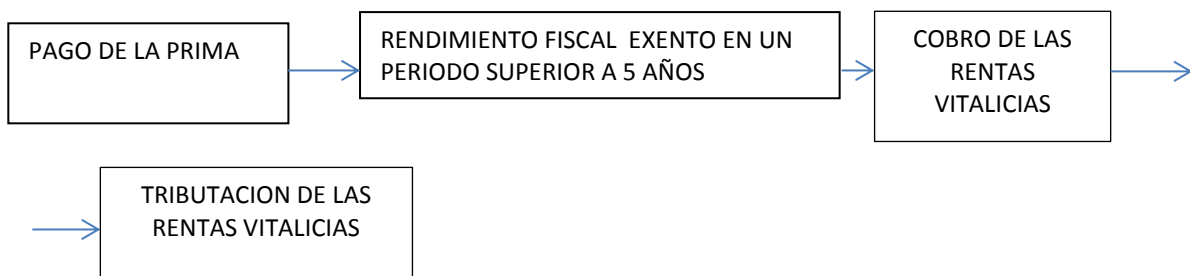 PAGO DE LA PRIMA
RENDIMIENTO FISCAL EXENTO EN UN
PERIODO SUPERIOR A 5 AÑOS
COBRO DE LAS
RENTAS
VITALICIAS
TRIBUTACION DE LAS
RENTAS VITALICIAS